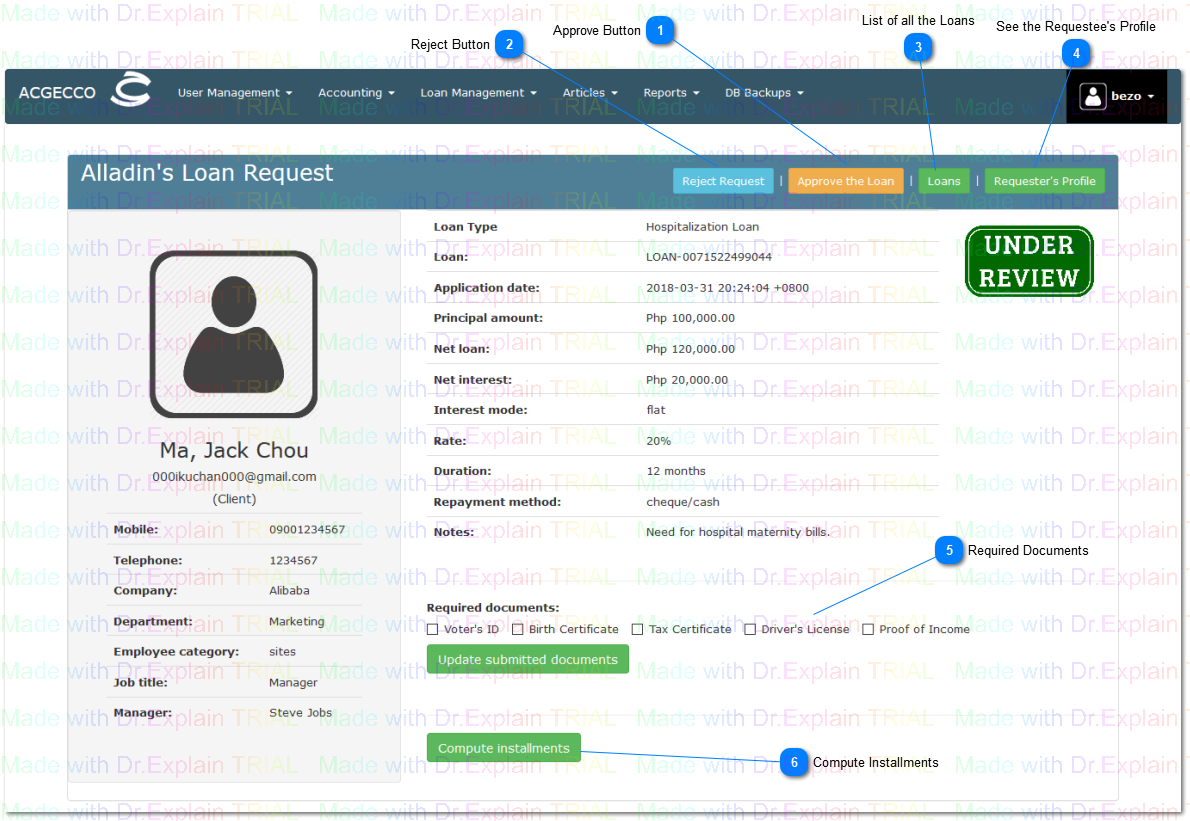 List of all the Loans
See the Requestee's Profile
Approve Button 1
Reject Button 2
3
4
ACGECCO User Management Accounting Loan Management Articles Reports DB Backups bezo
Alladin's Loan Request
Reject Request | Approve the Loan | Loans | Requester's Profile
Loan Type Hospitalization Loan
UNDER
REVIEW
Loan: LOAN-0071522499044
Application date: 2018-03-31 20:24:04 +0800
Principal amount: Php 100,000.00
Net loan: Php 120,000.00
Net interest: Php 20,000.00
Interest mode: flat
Rate: 20%
Duration: 12 months
Repayment method: cheque/cash
Notes: Need for hospital maternity bills.
Ma, Jack Chou
000ikuchan000@gmail.com
(Client)
Mobile: 09001234567
Telephone: 1234567
Company: Alibaba
Department: Marketing
Employee category: sites
Job title: Manager
Manager: Steve Jobs
5 Required Documents
Required documents:
Voter's ID Birth Certificate Tax Certificate Driver's License Proof of Income
Update submitted documents
Compute installments
6 Compute Installments
Made with Dr.Explain TRIAL